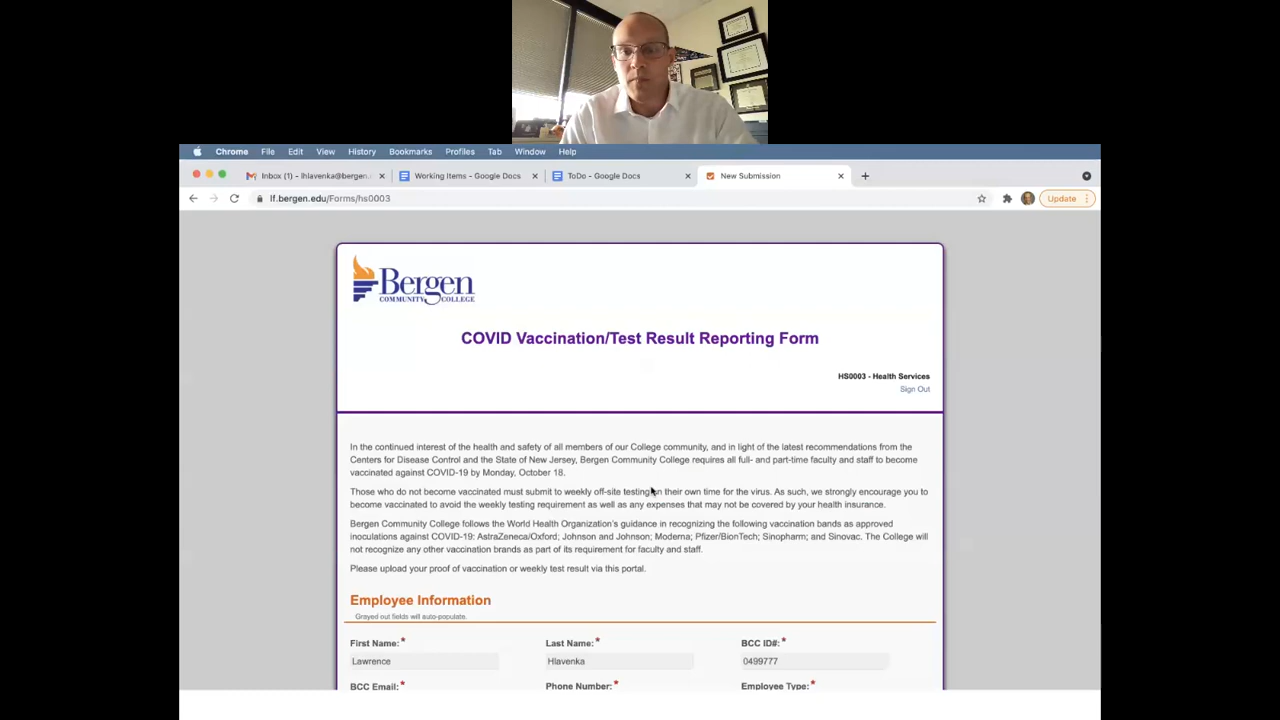 Chrome File Edit View History Bookmarks Profiles Tab Window Help
Inbox (1) - lhlavenka@bergen. Working Items - Google Docs ToDo - Google Docs New Submission
lf.bergen.edu/Forms/hs0003 Update
Bergen
COMMUNITY COLLEGE
COVID Vaccination/Test Result Reporting Form
HS0003 - Health Services
Sign Out
In the continued interest of the health and safety of all members of our College community, and in light of the latest recommendations from the
Centers for Disease Control and the State of New Jersey, Bergen Community College requires all full- and part-time faculty and staff to become
vaccinated against COVID-19 by Monday, October 18.
Those who do not become vaccinated must submit to weekly off-site testing on their own time for the virus. As such, we strongly encourage you to
become vaccinated to avoid the weekly testing requirement as well as any expenses that may not be covered by your health insurance.
Bergen Community College follows the World Health Organization's guidance in recognizing the following vaccination bands as approved
inoculations against COVID-19: AstraZeneca/Oxford; Johnson and Johnson; Moderna; Pfizer/BionTech; Sinopharm; and Sinovac. The College will
not recognize any other vaccination brands as part of its requirement for faculty and staff.
Please upload your proof of vaccination or weekly test result via this portal.
Employee Information
Grayed out fields will auto-populate.
First Name:* Last Name:* BCC ID#:*
Lawrence Hlavenka 0499777
BCC Email:* Phone Number:* Employee Type:*